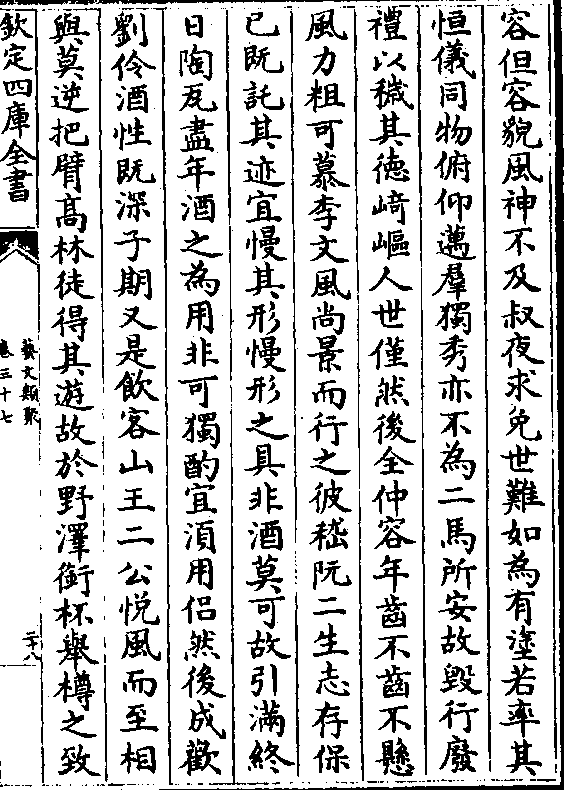 容但容貌風神不及叔夜求免世難如為有塗若率其
恒儀同物俯仰邁羣獨秀亦不為二馬所安故毀行廢
禮以穢其徳﨑嶇人世僅然後全仲容年齒不齒不懸
風力粗可慕李文風尚景而行之彼嵇阮二生志存保
已既託其迹宜慢其形慢形之具非酒莫可故引滿終
日陶瓦盡年酒之為用非可獨酌宜須用侣然後成歡
劉伶酒性既深子期又是飲客山王二公悦風而至相
與莫逆把臂髙林徒得其遊故於野澤銜杯舉樽之致
欽定四庫全書
藝文類聚
卷三十七
二十八